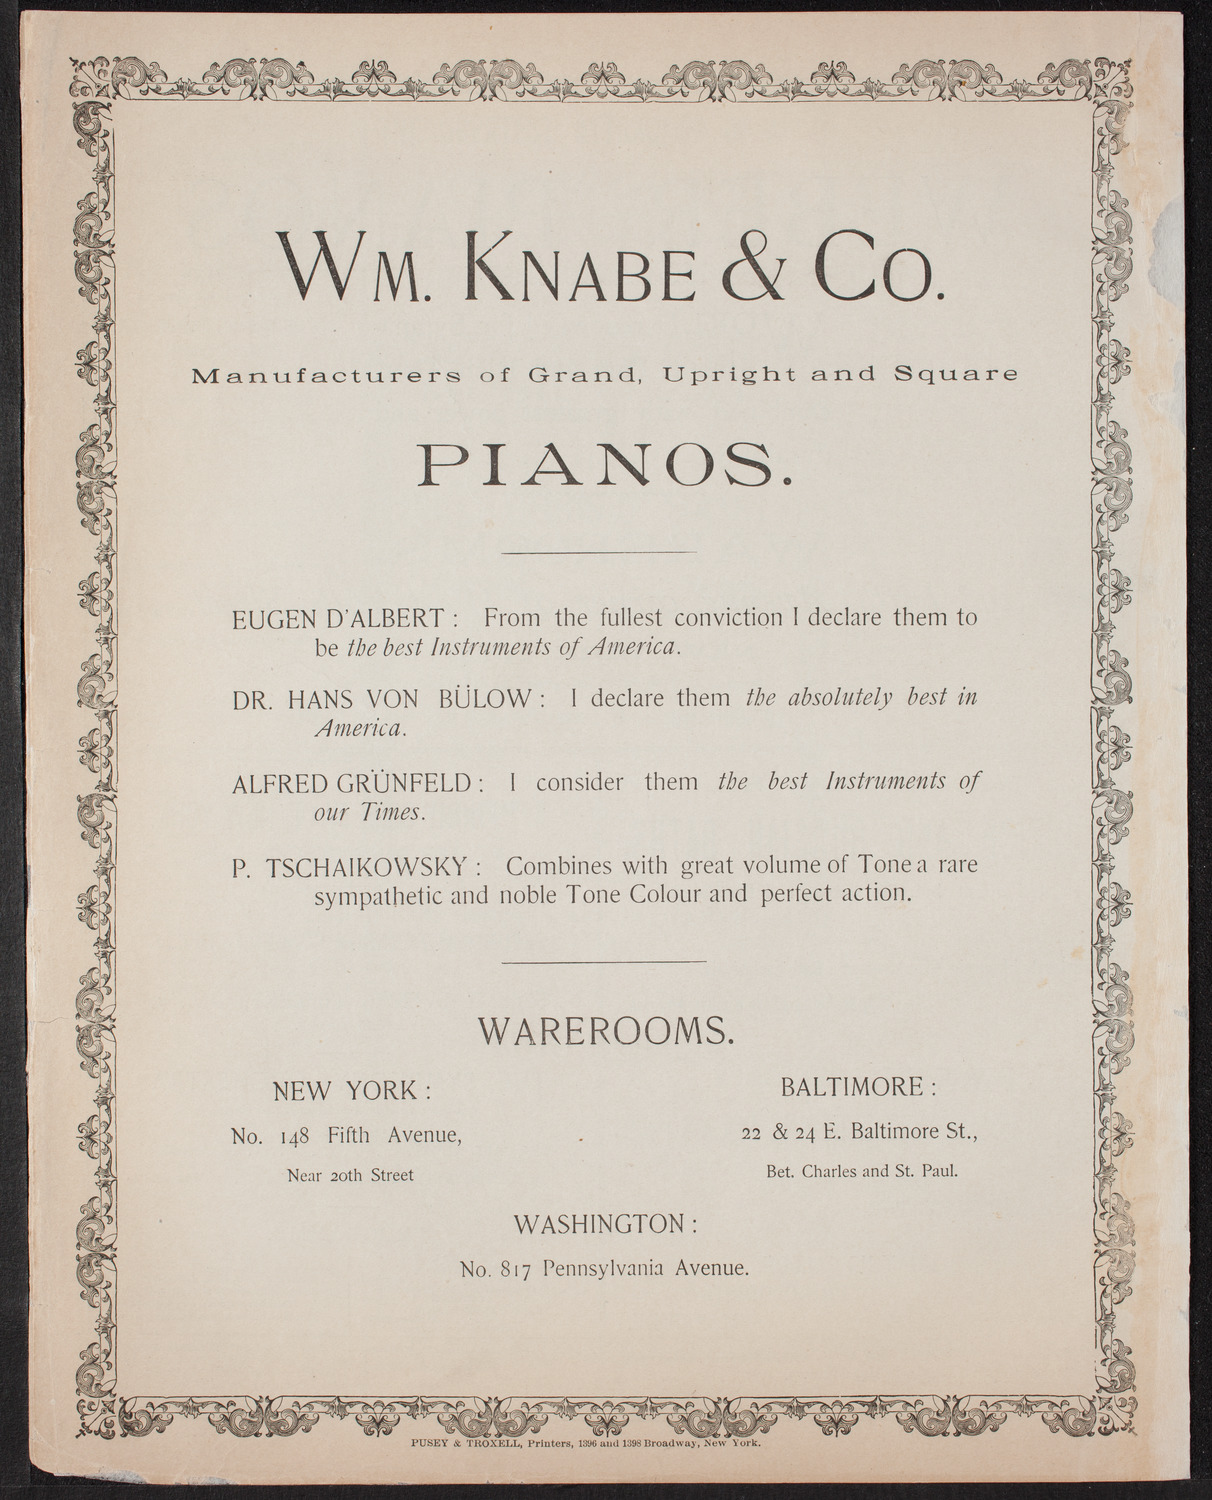 WM. KNABE & CO.
Manufacturers of Grand, Upright and Square
PIANOS.
EUGEN D'ALBERT : From the fullest conviction I declare them to
be the best Instruments of America.
DR. HANS VON BÜLOW : I declare them the absolutely best in
America.
ALFRED GRÜNFELD : I consider them the best Instruments of
our Times.
P. TSCHAIKOWSKY : Combines with great volume of Tone a rare
sympathetic and noble Tone Colour and perfect action.
WAREROOMS.
NEW YORK :
No. 148 Fifth Avenue,
Near 20th Street
BALTIMORE :
22 & 24 E. Baltimore St.,
Bet. Charles and St. Paul.
WASHINGTON :
No. 817 Pennsylvania Avenue.
PUSEY & TROXELL, Printers, 1396 and 1398 Broadway, New York.